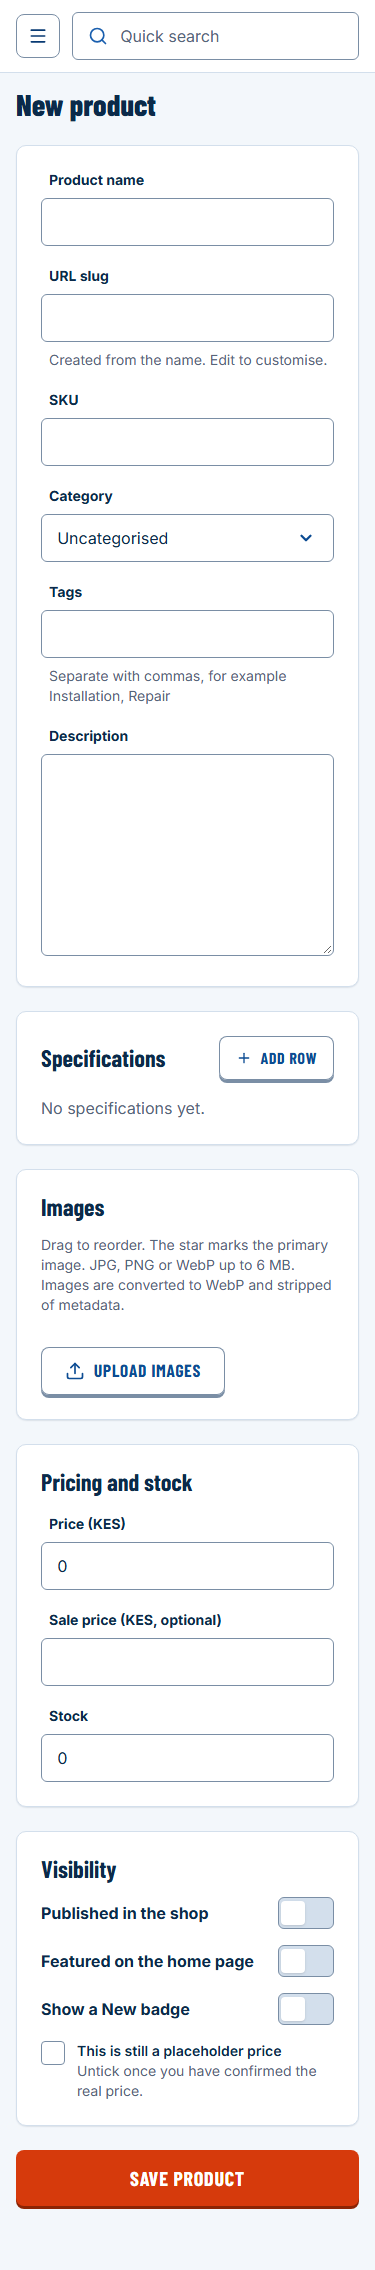 Quick search
New product
Product name
URL slug
Created from the name. Edit to customise.
SKU
Category
Uncategorised
Tags
Separate with commas, for example
Installation, Repair
Description
Specifications
ADD ROW
No specifications yet.
Images
Drag to reorder. The star marks the primary
image. JPG, PNG or WebP up to 6 MB.
Images are converted to WebP and stripped
of metadata.
UPLOAD IMAGES
Pricing and stock
Price (KES)
0
Sale price (KES, optional)
Stock
0
Visibility
Published in the shop
Featured on the home page
Show a New badge
This is still a placeholder price
Untick once you have confirmed the
real price.
SAVE PRODUCT